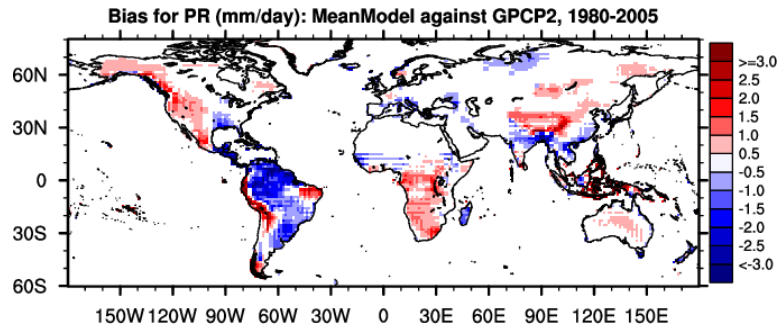 Bias for PR (mm/day): MeanModel against GPCP2, 1980-2005
60N
30N
0
30S
60S
150W 120W 90W 60W 30W 0 30E 60E 90E 120E 150E
>=3.0
2.5
2.0
1.5
1.0
0.5
-0.5
-1.0
-1.5
-2.0
-2.5
<-3.0